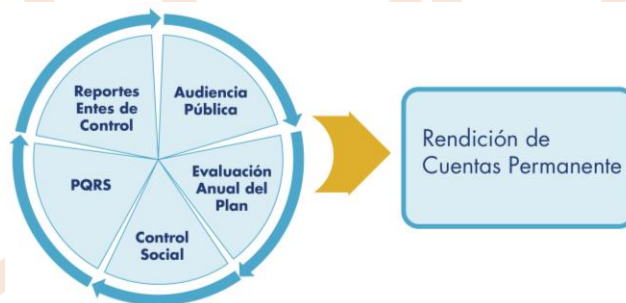 Reportes
Entes de
Control
Audiencia
Pública
PQRS
Evaluación
Anual del
Plan
Control
Social
Rendición de
Cuentas Permanente